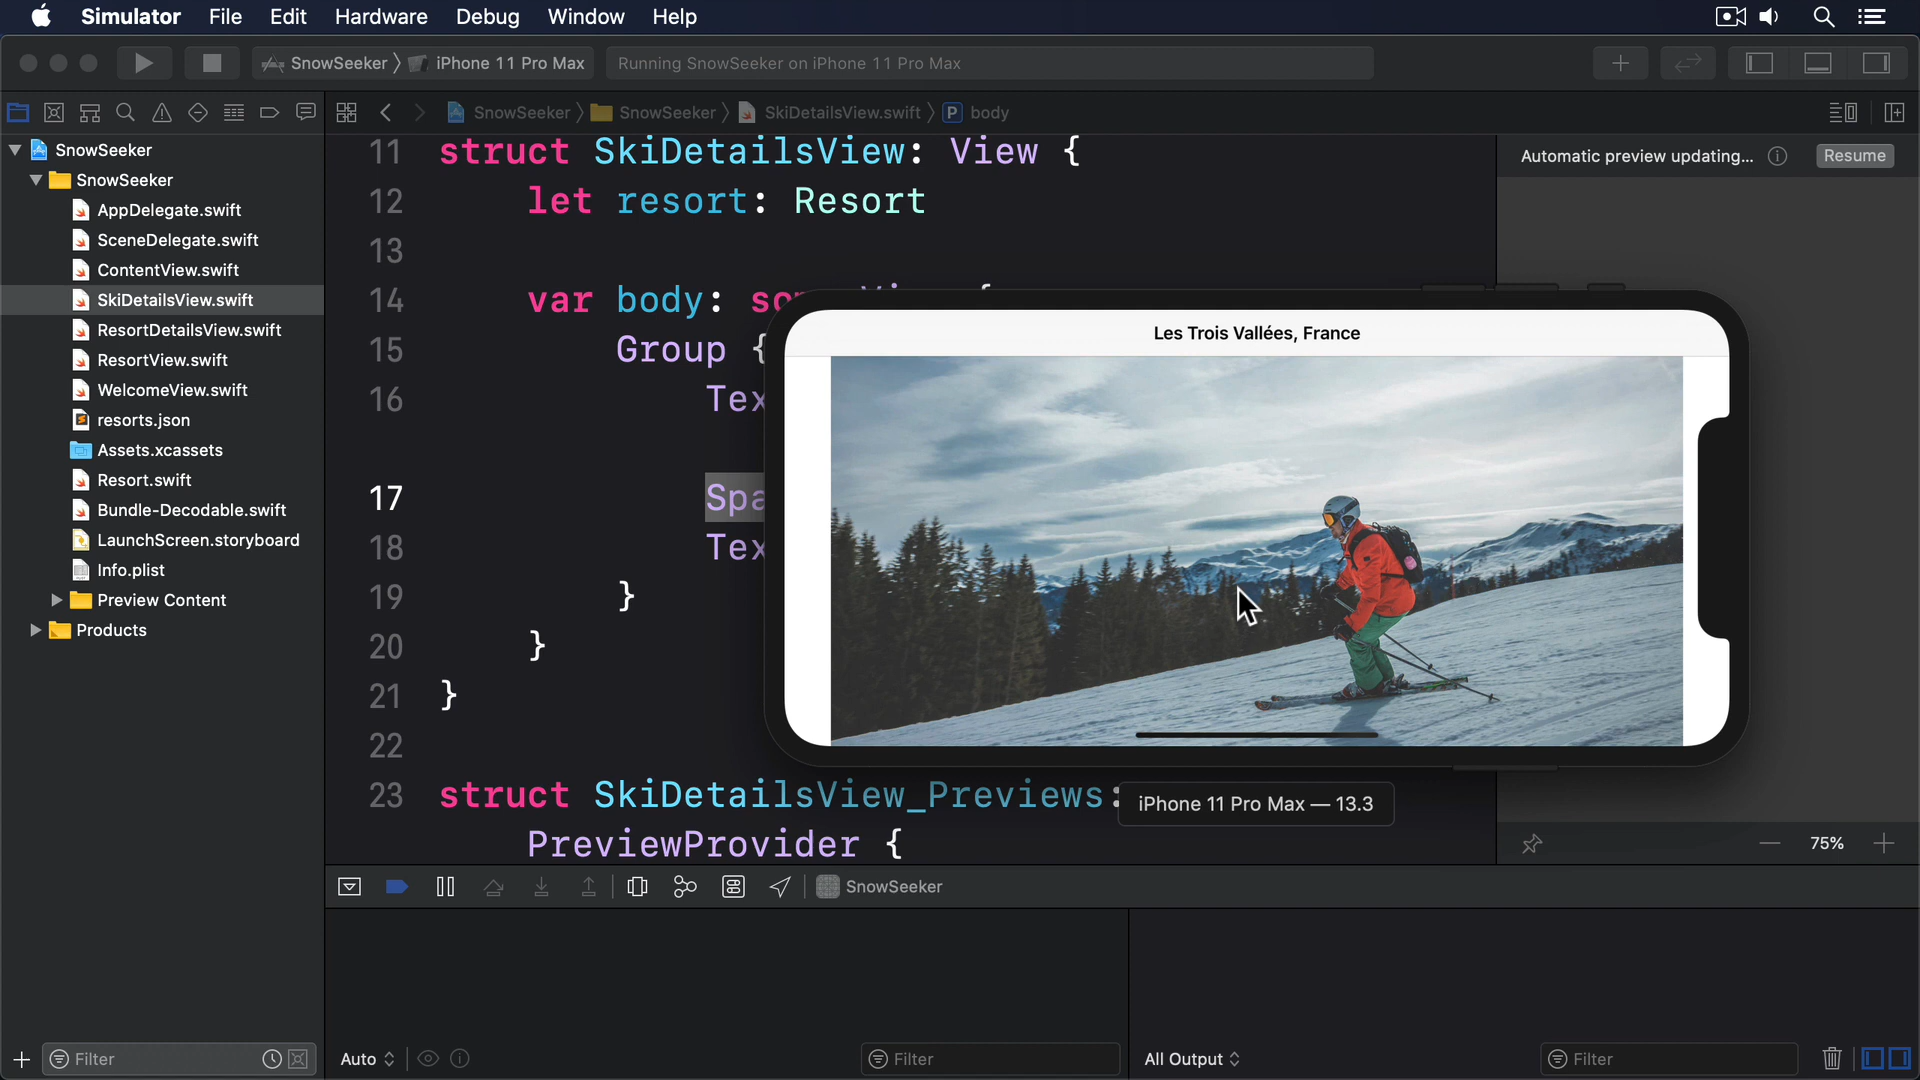 Simulator File Edit Hardware Debug Window Help
SnowSeeker iPhone 11 Pro Max
Running SnowSeeker on iPhone 11 Pro Max
SnowSeeker SnowSeeker SkiDetailsView.swift P body
SnowSeeker
SnowSeeker
AppDelegate.swift
SceneDelegate.swift
ContentView.swift
SkiDetailsView.swift
ResortDetailsView.swift
ResortView.swift
WelcomeView.swift
resorts.json
Assets.xcassets
Resort.swift
Bundle-Decodable.swift
LaunchScreen.storyboard
Info.plist
Preview Content
Products
Filter
11 struct SkiDetailsView: View {
12 let resort: Resort
13
14 var body: some View {
15 Group {
16 Tex
17 Spa
18 Tex
19 }
20 }
21 }
22
23 struct SkiDetailsView_Previews:
PreviewProvider {
Automatic preview updating... Resume
Les Trois Vallées, France
iPhone 11 Pro Max — 13.3
75%
SnowSeeker
Auto
Filter
All Output
Filter